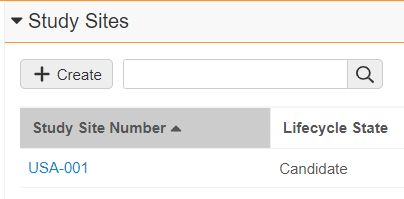 Study Sites
Create
Study Site Number Lifecycle State
USA-001 Candidate